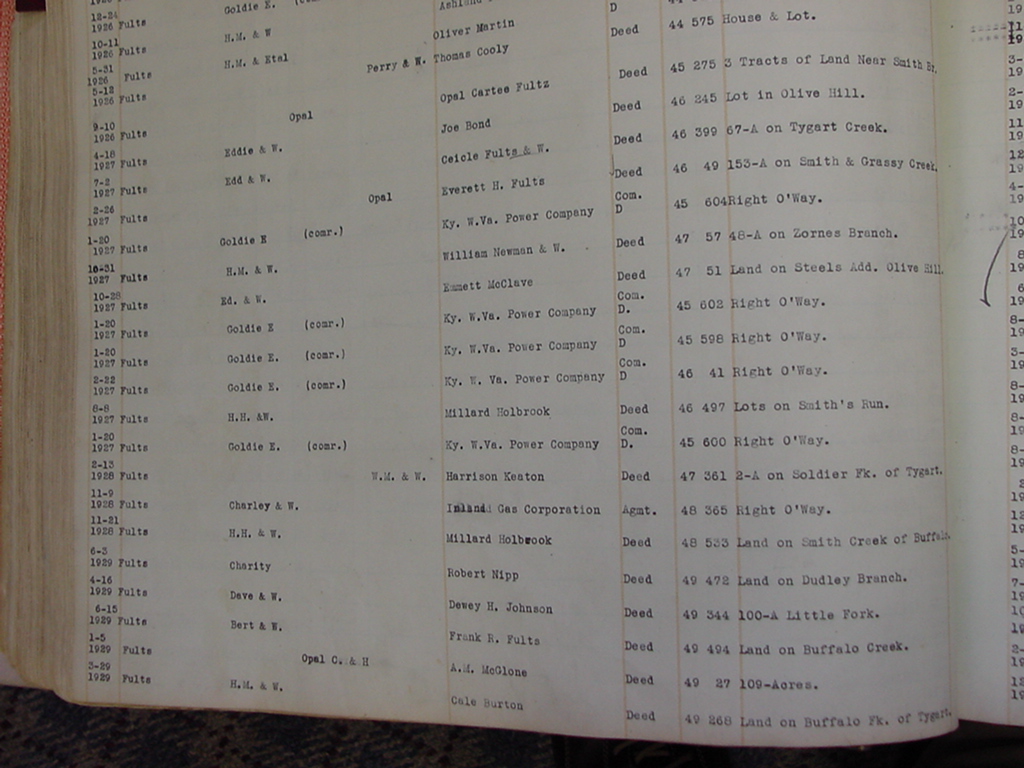 12-24
1926 Fults Goldie E.
10-11
1926 Fults H.M. & W
5-31
1926 Fults H.M. & Etal Oliver Martin D
5-12
1926 Fults Perry & W. Thomas Cooly Deed 44 575 House & Lot.
Opal Opal Cartee Fultz Deed 45 275 3 Tracts of Land Near Smith Br.
9-10
1926 Fults
4-18
1927 Fults Eddie & W. Joe Bond Deed 46 245 Lot in Olive Hill.
7-2
1927 Fults Edd & W. Ceicle Fults & W. Deed 46 399 67-A on Tygart Creek.
2-26
1927 Fults Opal Everett H. Fults Deed 46 49 153-A on Smith & Grassy Creek.
1-20
1927 Fults Goldie E (comr.) Ky. W.Va. Power Company Com. D 45 604 Right O'Way.
10-31
1927 Fults H.M. & W. William Newman & W. Deed 47 57 48-A on Zornes Branch.
10-28
1927 Fults Ed. & W. Emmett McClave Deed 47 51 Land on Steels Add. Olive Hill.
1-20
1927 Fults Goldie E (comr.) Ky. W.Va. Power Company Com. D. 45 602 Right O'Way.
1-20
1927 Fults Goldie E. (comr.) Ky. W.Va. Power Company Com. D 45 598 Right O'Way.
2-22
1927 Fults Goldie E. (comr.) Ky. W. Va. Power Company Com. D 46 41 Right O'Way.
8-8
1927 Fults H.H. &W. Millard Holbrook Deed 46 497 Lots on Smith's Run.
1-20
1927 Fults Goldie E. (comr.) Ky. W.Va. Power Company Com. D. 45 600 Right O'Way.
2-13
1928 Fults W.M. & W. Harrison Keaton Deed 47 361 2-A on Soldier Fk. of Tygart.
11-9
1928 Fults Charley & W. Inland Gas Corporation Agmt. 48 365 Right O'Way.
11-21
1928 Fults H.H. & W. Millard Holbrook Deed 48 533 Land on Smith Creek of Buffalo.
6-3
1929 Fults Charity Robert Nipp Deed 49 472 Land on Dudley Branch.
4-16
1929 Fults Dave & W. Dewey H. Johnson Deed 49 344 100-A Little Fork.
6-15
1929 Fults Bert & W. Frank R. Fults Deed 49 494 Land on Buffalo Creek.
1-5
1929 Fults Opal C. & H A.M. McGlone Deed 49 27 109-Acres.
3-29
1929 Fults H.M. & W. Cale Burton Deed 49 268 Land on Buffalo Fk. of Tygart.